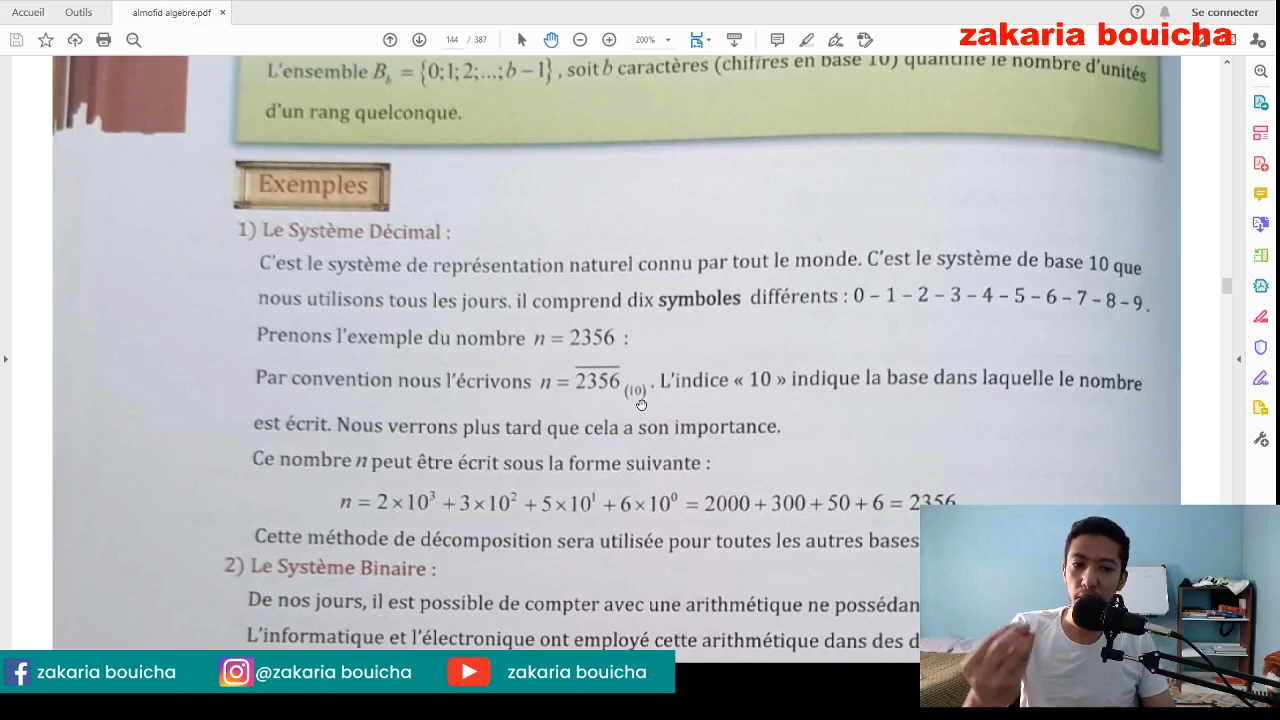 Accueil Outils almofid algebre.pdf × Se connecter
zakaria bouicha
144 / 387 200%
L'ensemble B_b = {0;1;2;...;b−1}, soit b caractères (chiffres en base 10) quantifie le nombre d'unités
d'un rang quelconque.
Exemples
1) Le Système Décimal :
C'est le système de représentation naturel connu par tout le monde. C'est le système de base 10 que
nous utilisons tous les jours. il comprend dix symboles différents : 0 – 1 – 2 – 3 – 4 – 5 – 6 – 7 – 8 – 9.
Prenons l'exemple du nombre n = 2356 :
Par convention nous l'écrivons n = 2̅3̅5̅6̅ (10). L'indice « 10 » indique la base dans laquelle le nombre
est écrit. Nous verrons plus tard que cela a son importance.
Ce nombre n peut être écrit sous la forme suivante :
n = 2×10³ + 3×10² + 5×10¹ + 6×10⁰ = 2000 + 300 + 50 + 6 = 2356
Cette méthode de décomposition sera utilisée pour toutes les autres bases
2) Le Système Binaire :
De nos jours, il est possible de compter avec une arithmétique ne possédan
L'informatique et l'électronique ont employé cette arithmétique dans des d
zakaria bouicha @zakaria bouicha zakaria bouicha